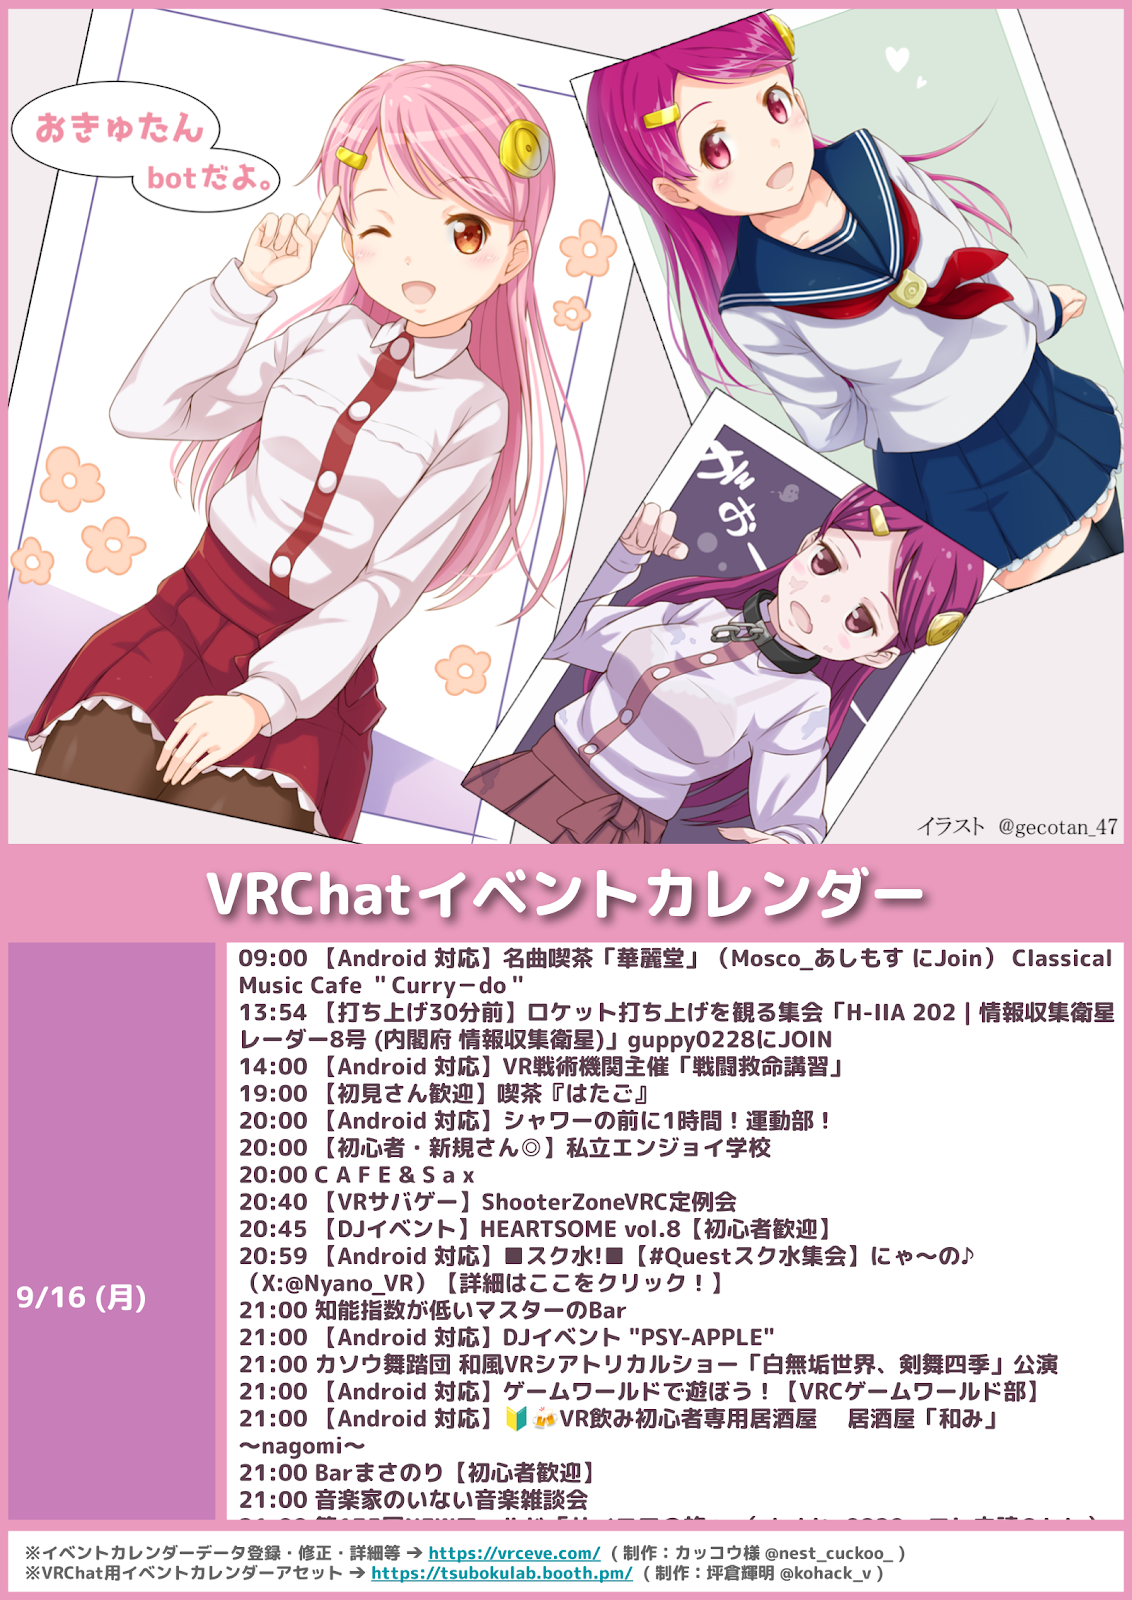 おきゅたん
botだよ。
がおー
イラスト @gecotan_47
VRChatイベントカレンダー
9/16 (月)
09:00 【Android 対応】名曲喫茶「華麗堂」（Mosco_あしもす にJoin） Classical
Music Cafe ＂Curry－do＂
13:54 【打ち上げ30分前】ロケット打ち上げを観る集会「H-IIA 202 | 情報収集衛星
レーダー8号 (内閣府 情報収集衛星)」guppy0228にJOIN
14:00 【Android 対応】VR戦術機関主催「戦闘救命講習」
19:00 【初見さん歓迎】喫茶『はたご』
20:00 【Android 対応】シャワーの前に1時間！運動部！
20:00 【初心者・新規さん◎】私立エンジョイ学校
20:00 C A F E & S a x
20:40 【VRサバゲー】ShooterZoneVRC定例会
20:45 【DJイベント】HEARTSOME vol.8【初心者歓迎】
20:59 【Android 対応】■スク水!■【#Questスク水集会】にゃ～の♪
（X:@Nyano_VR）【詳細はここをクリック！】
21:00 知能指数が低いマスターのBar
21:00 【Android 対応】DJイベント "PSY-APPLE"
21:00 カソウ舞踏団 和風VRシアトリカルショー「白無垢世界、剣舞四季」公演
21:00 【Android 対応】ゲームワールドで遊ぼう！【VRCゲームワールド部】
21:00 【Android 対応】🔰🍻VR飲み初心者専用居酒屋　居酒屋「和み」
～nagomi～
21:00 Barまさのり【初心者歓迎】
21:00 音楽家のいない音楽雑談会
※イベントカレンダーデータ登録・修正・詳細等 → https://vrceve.com/ （制作：カッコウ様 @nest_cuckoo_ ）
※VRChat用イベントカレンダーアセット → https://tsubokulab.booth.pm/ （制作：坪倉輝明 @kohack_v ）